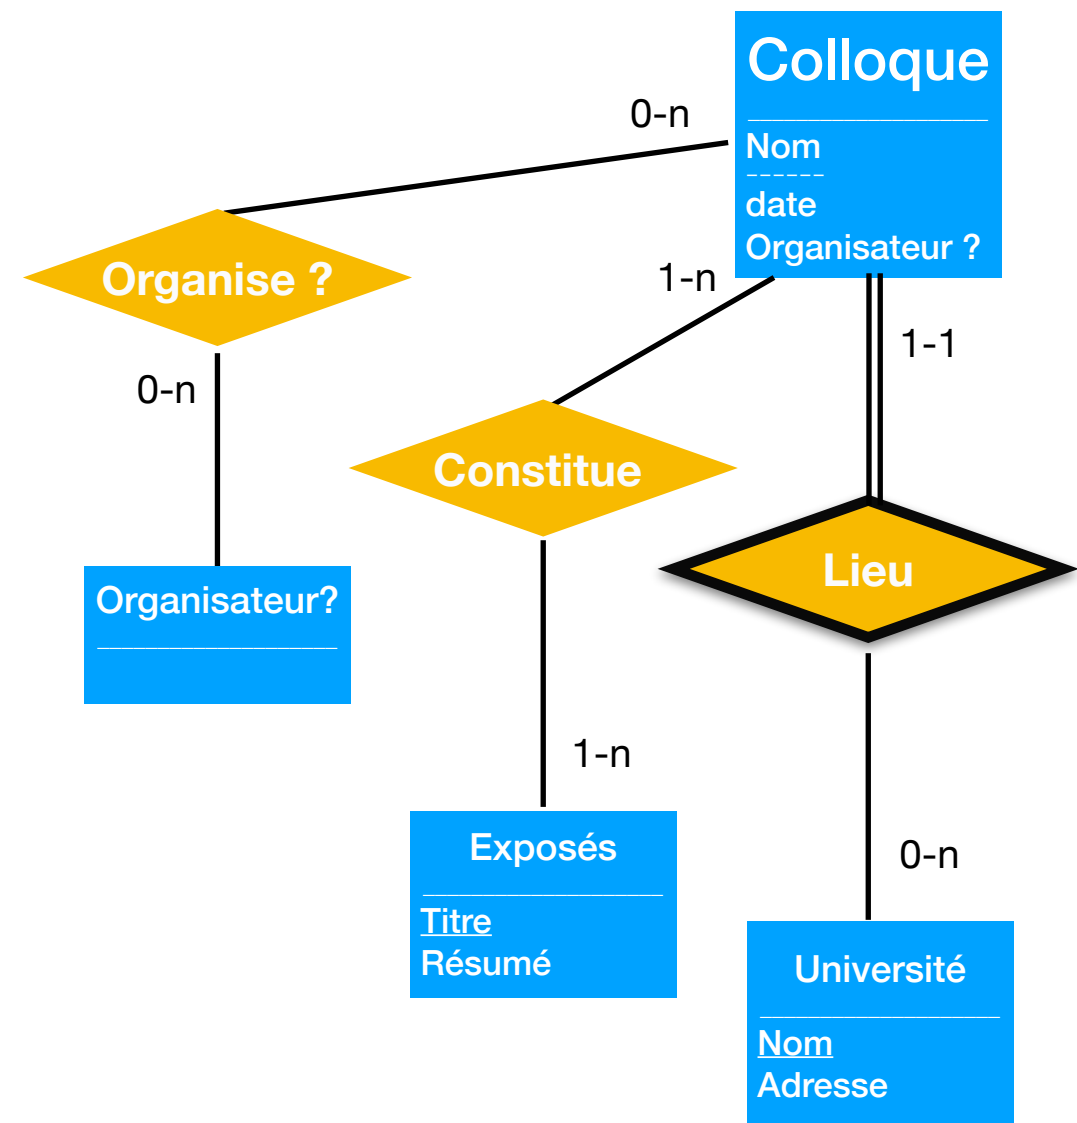 Colloque
Nom
date
Organisateur ?
0-n
Organise ?
0-n
1-n
1-1
Constitue
Lieu
Organisateur?
1-n
Exposés
Titre
Résumé
0-n
Université
Nom
Adresse